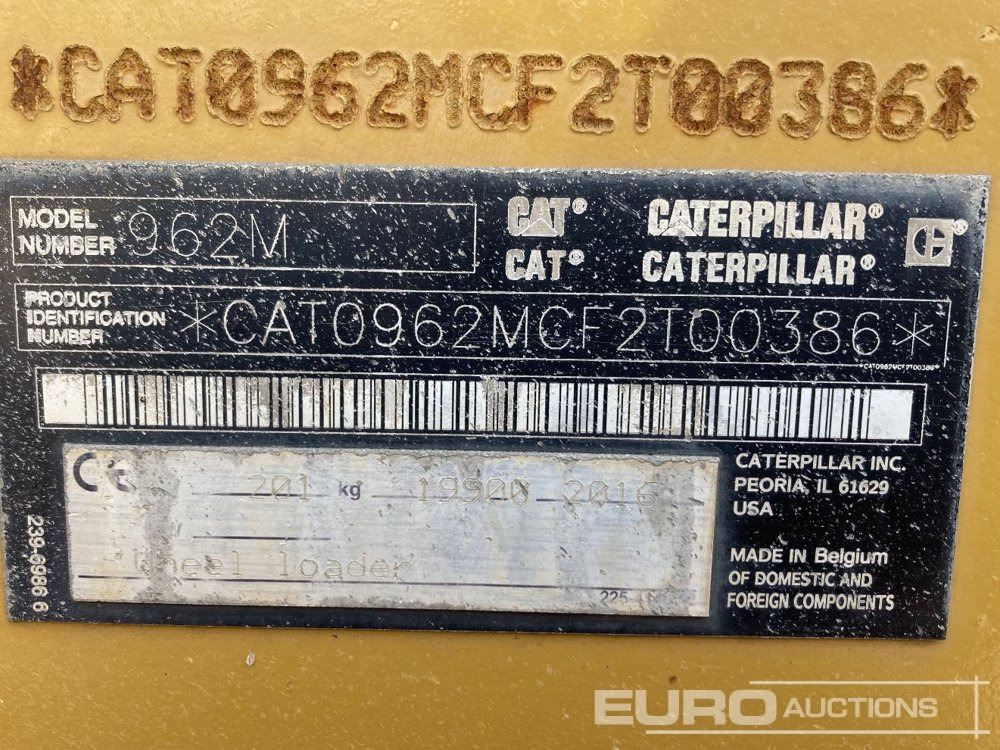 *CAT0962MCF2T00386*
MODEL NUMBER 962M
CAT® CATERPILLAR®
CAT® CATERPILLAR®
PRODUCT IDENTIFICATION NUMBER *CAT0962MCF2T00386*
*CAT0962MCF2T00386*
CE 201 kg 19900 2016
Wheel loader
225
239-6986 6
CATERPILLAR INC.
PEORIA, IL 61629
USA
MADE IN Belgium
OF DOMESTIC AND
FOREIGN COMPONENTS
EURO AUCTIONS